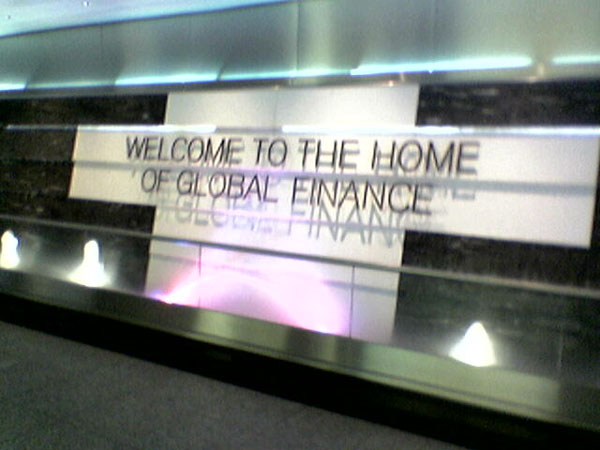 WELCOME TO THE HOME
OF GLOBAL FINANCE